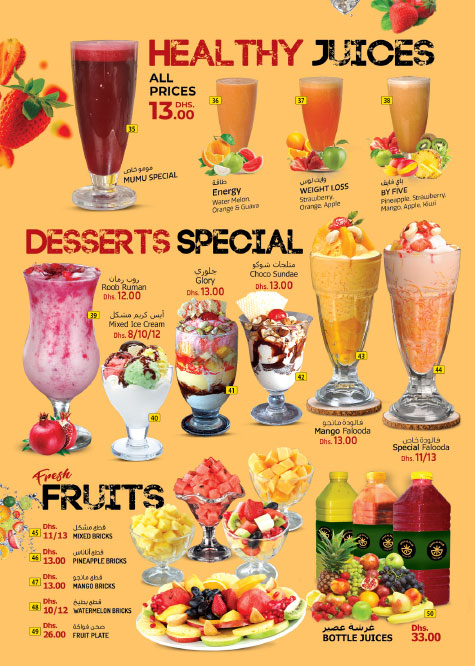 HEALTHY JUICES
ALL
PRICES
DHS.
13.00
35
مومو خاص
MUMU SPECIAL
36
طاقة
Energy
Water Melon,
Orange & Guava
37
وايت لوس
WEIGHT LOSS
Strawberry,
Orange, Apple
38
باي فايف
BY FIVE
Pineapple, Strawberry,
Mango, Apple, Kiwi
DESSERTS SPECIAL
روب رمان
Roob Ruman
Dhs. 12.00
39
آيس كريم مشكل
Mixed Ice Cream
Dhs. 8/10/12
40
جلوري
Glory
Dhs. 13.00
41
مثلجات شوكو
Choco Sundae
Dhs. 13.00
42
43
فالودة مانجو
Mango Falooda
Dhs. 13.00
44
فالودة خاص
Special Falooda
Dhs. 11/13
Fresh
FRUITS
45 Dhs. 11/13 قطع مشكل
MIXED BRICKS
46 Dhs. 13.00 قطع أناناس
PINEAPPLE BRICKS
47 Dhs. 13.00 قطع مانجو
MANGO BRICKS
48 Dhs. 10/12 قطع بطيخ
WATERMELON BRICKS
49 Dhs. 26.00 صحن فواكة
FRUIT PLATE
50
غرشة عصير
BOTTLE JUICES
Dhs.
33.00